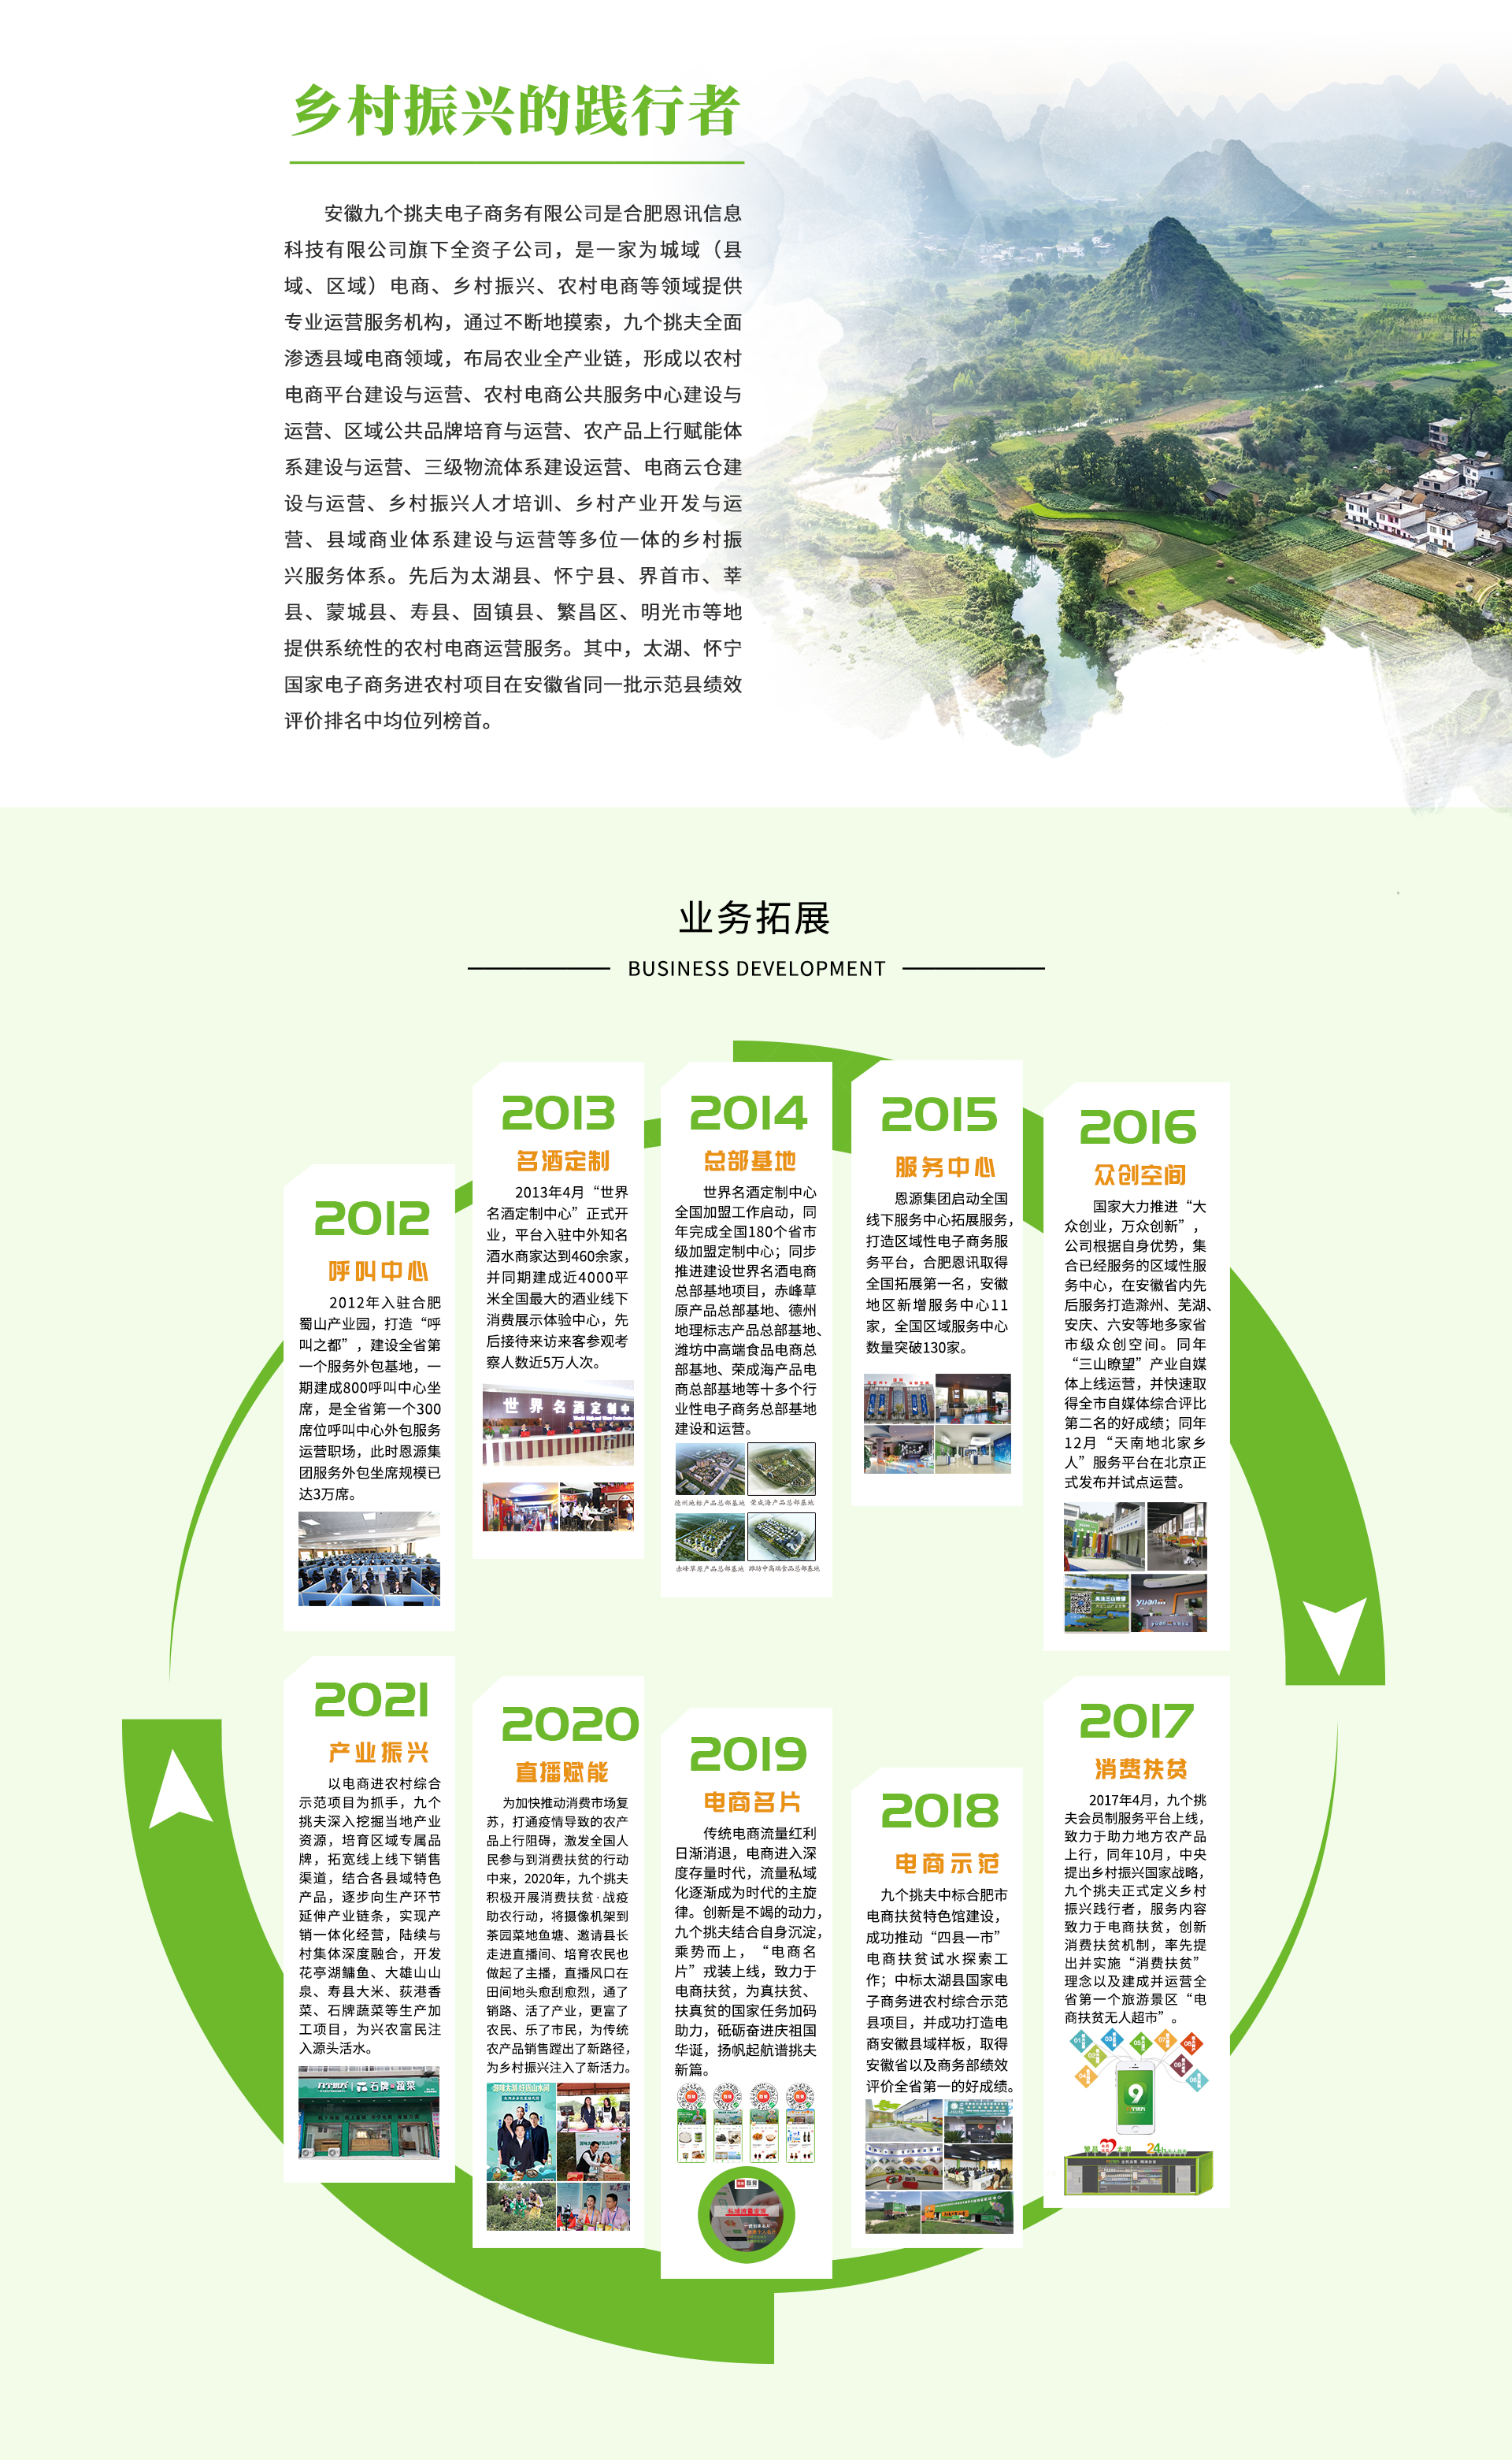 乡村振兴的践行者
安徽九个挑夫电子商务有限公司是合肥恩讯信息
科技有限公司旗下全资子公司，是一家为城域（县
域、区域）电商、乡村振兴、农村电商等领域提供
专业运营服务机构，通过不断地摸索，九个挑夫全面
渗透县域电商领域，布局农业全产业链，形成以农村
电商平台建设与运营、农村电商公共服务中心建设与
运营、区域公共品牌培育与运营、农产品上行赋能体
系建设与运营、三级物流体系建设运营、电商云仓建
设与运营、乡村振兴人才培训、乡村产业开发与运
营、县域商业体系建设与运营等多位一体的乡村振
兴服务体系。先后为太湖县、怀宁县、界首市、莘
县、蒙城县、寿县、固镇县、繁昌区、明光市等地
提供系统性的农村电商运营服务。其中，太湖、怀宁
国家电子商务进农村项目在安徽省同一批示范县绩效
评价排名中均位列榜首。
业务拓展
BUSINESS DEVELOPMENT
2012
呼叫中心
2012年入驻合肥
蜀山产业园，打造“呼
叫之都”，建设全省第
一个服务外包基地，一
期建成800呼叫中心坐
席，是全省第一个300
席位呼叫中心外包服务
运营职场，此时恩源集
团服务外包坐席规模已
达3万席。
2013
名酒定制
2013年4月“世界
名酒定制中心”正式开
业，平台入驻中外知名
酒水商家达到460余家，
并同期建成近4000平
米全国最大的酒业线下
消费展示体验中心，先
后接待来访来客参观考
察人数近5万人次。
世界名酒定制中
2014
总部基地
世界名酒定制中心
全国加盟工作启动，同
年完成全国180个省市
级加盟定制中心；同步
推进建设世界名酒电商
总部基地项目，赤峰草
原产品总部基地、德州
地理标志产品总部基地、
潍坊中高端食品电商总
部基地、荣成海产品电
商总部基地等十多个行
业性电子商务总部基地
建设和运营。
德州地标产品总部基地
荣成海产品总部基地
赤峰草原产品总部基地
潍坊中高端食品总部基地
2015
服务中心
恩源集团启动全国
线下服务中心拓展服务，
打造区域性电子商务服
务平台，合肥恩讯取得
全国拓展第一名，安徽
地区新增服务中心11
家，全国区域服务中心
数量突破130家。
2016
众创空间
国家大力推进“大
众创业，万众创新”，
公司根据自身优势，集
合已经服务的区域性服
务中心，在安徽省内先
后服务打造滁州、芜湖、
安庆、六安等地多家省
市级众创空间。同年
“三山瞭望”产业自媒
体上线运营，并快速取
得全市自媒体综合评比
第二名的好成绩；同年
12月“天南地北家乡
人”服务平台在北京正
式发布并试点运营。
关注三山瞭望
yuan
2021
产业振兴
以电商进农村综合
示范项目为抓手，九个
挑夫深入挖掘当地产业
资源，培育区域专属品
牌，拓宽线上线下销售
渠道，结合各县域特色
产品，逐步向生产环节
延伸产业链条，实现产
销一体化经营，陆续与
村集体深度融合，开发
花亭湖鳙鱼、大雄山山
泉、寿县大米、荻港香
菜、石牌蔬菜等生产加
工项目，为兴农富民注
入源头活水。
九个挑夫 石牌蔬菜
2020
直播赋能
为加快推动消费市场复
苏，打通疫情导致的农产
品上行阻碍，激发全国人
民参与到消费扶贫的行动
中来，2020年，九个挑夫
积极开展消费扶贫·战疫
助农行动，将摄像机架到
茶园菜地鱼塘、邀请县长
走进直播间、培育农民也
做起了主播，直播风口在
田间地头愈刮愈烈，通了
销路、活了产业，更富了
农民、乐了市民，为传统
农产品销售蹚出了新路径，
为乡村振兴注入了新活力。
2019
电商名片
传统电商流量红利
日渐消退，电商进入深
度存量时代，流量私域
化逐渐成为时代的主旋
律。创新是不竭的动力，
九个挑夫结合自身沉淀，
乘势而上，“电商名
片”戎装上线，致力于
电商扶贫，为真扶贫、
扶真贫的国家任务加码
助力，砥砺奋进庆祖国
华诞，扬帆起航谱挑夫
新篇。
2018
电商示范
九个挑夫中标合肥市
电商扶贫特色馆建设，
成功推动“四县一市”
电商扶贫试水探索工
作；中标太湖县国家电
子商务进农村综合示范
县项目，并成功打造电
商安徽县域样板，取得
安徽省以及商务部绩效
评价全省第一的好成绩。
2017
消费扶贫
2017年4月，九个挑
夫会员制服务平台上线，
致力于助力地方农产品
上行，同年10月，中央
提出乡村振兴国家战略，
九个挑夫正式定义乡村
振兴践行者，服务内容
致力于电商扶贫，创新
消费扶贫机制，率先提
出并实施“消费扶贫”
理念以及建成并运营全
省第一个旅游景区“电
商扶贫无人超市”。
9
24h